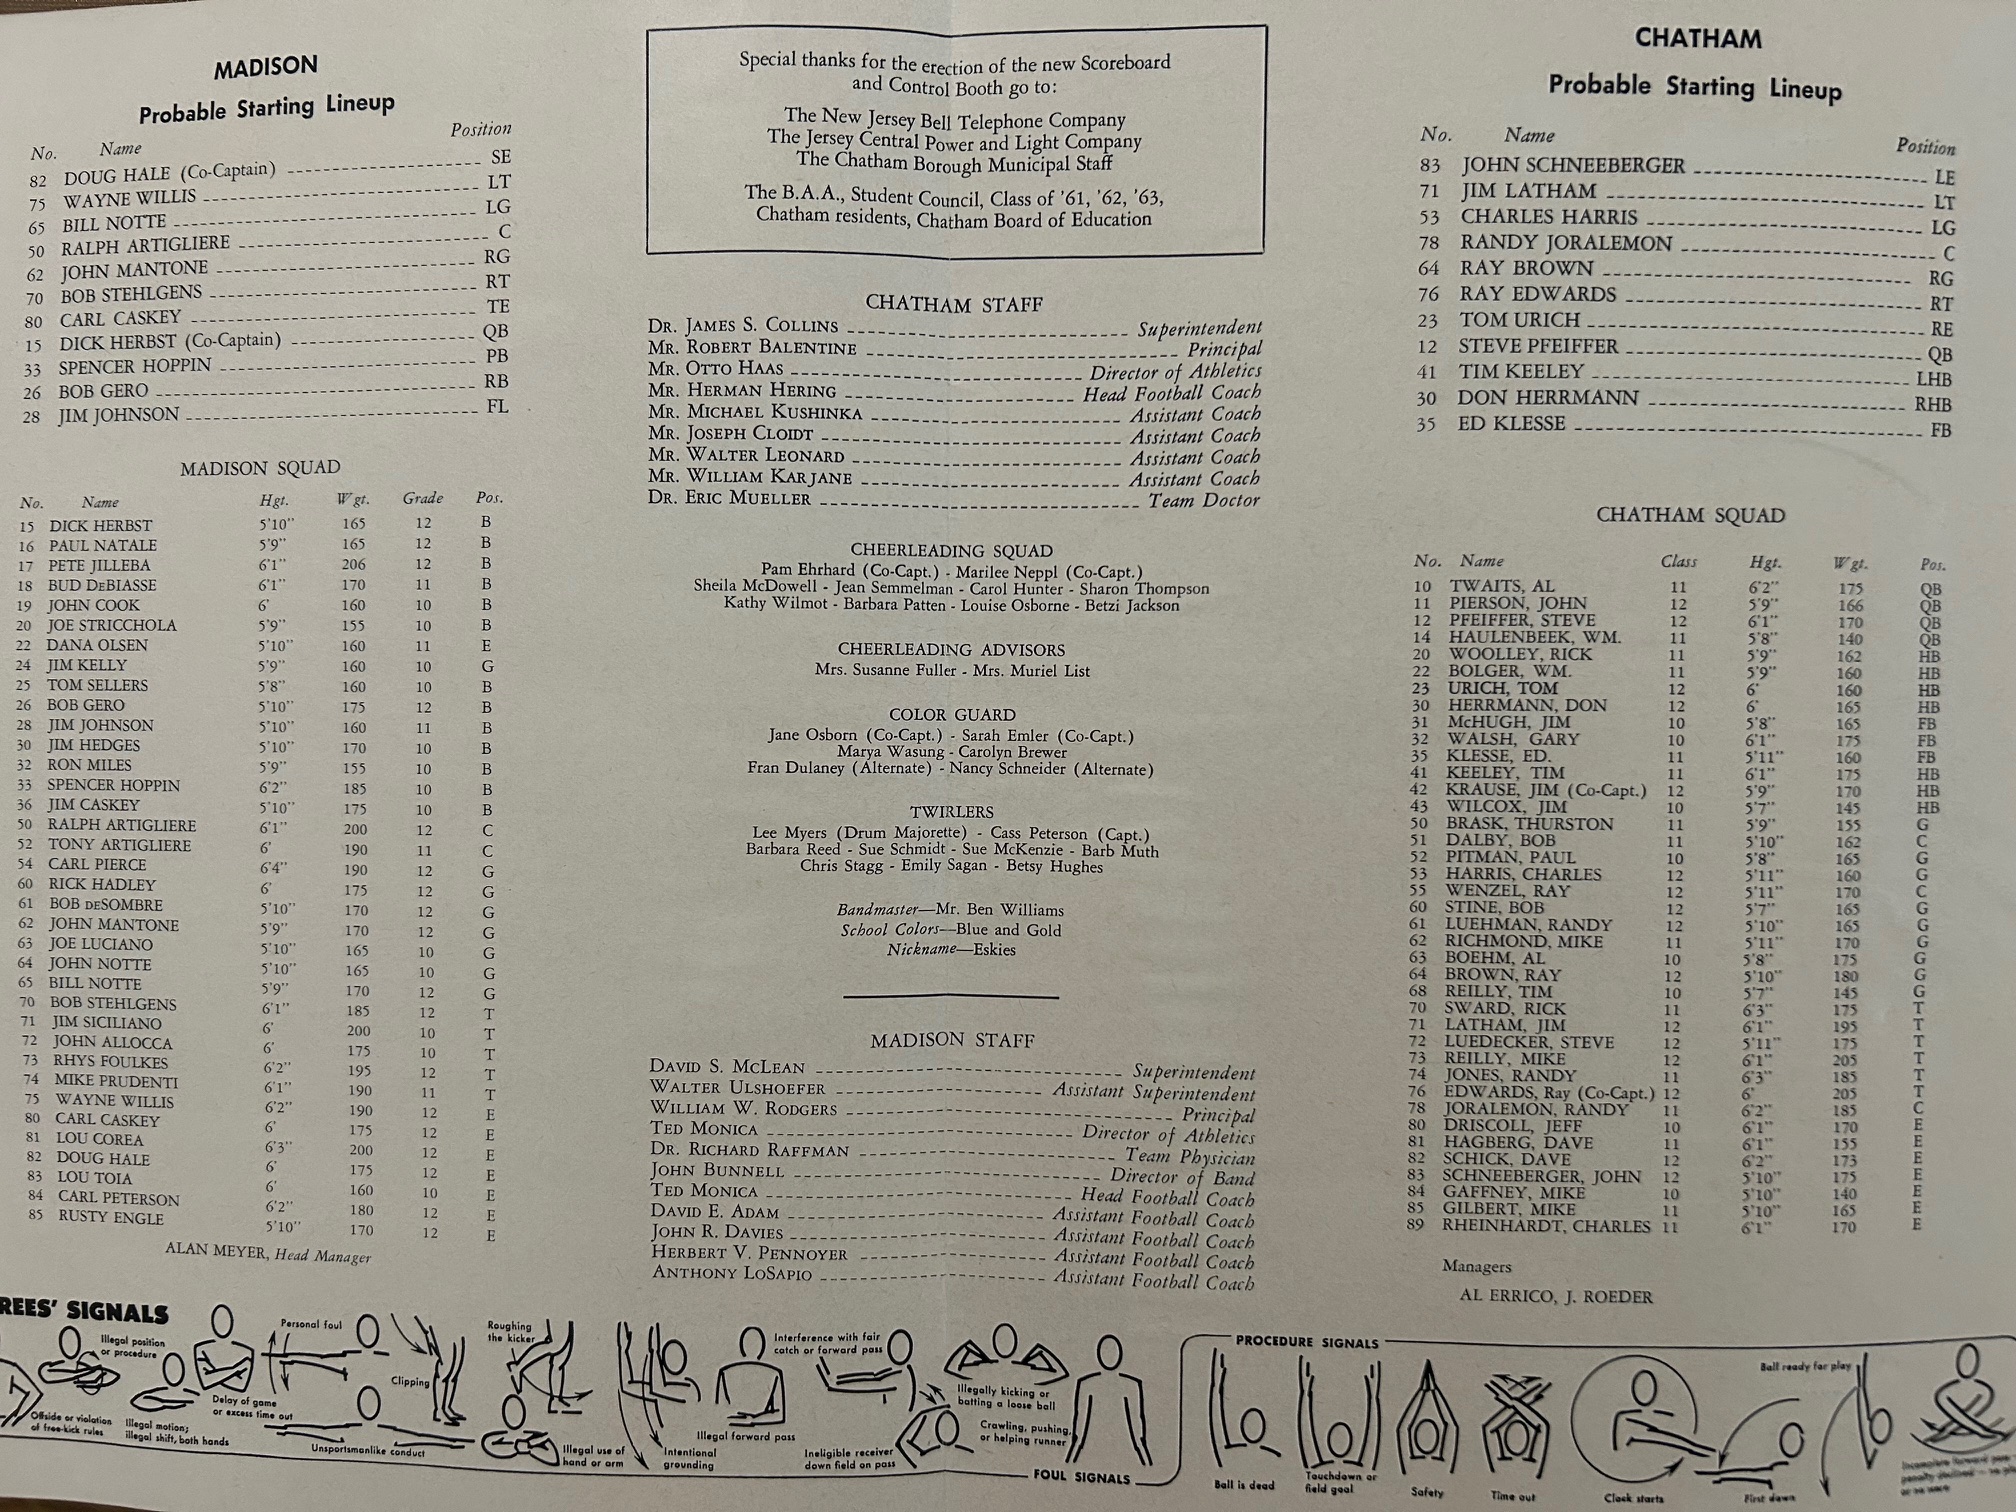 MADISON
Probable Starting Lineup
No. Name Position
82 DOUG HALE (Co-Captain) SE
75 WAYNE WILLIS LT
65 BILL NOTTE LG
50 RALPH ARTIGLIERE C
62 JOHN MANTONE RG
70 BOB STEHLGENS RT
80 CARL CASKEY TE
15 DICK HERBST (Co-Captain) QB
33 SPENCER HOPPIN PB
26 BOB GERO RB
28 JIM JOHNSON FL
MADISON SQUAD
No. Name Hgt. Wgt. Grade Pos.
15 DICK HERBST 5'10" 165 12 B
16 PAUL NATALE 5'9" 165 12 B
17 PETE JILLEBA 6'1" 206 12 B
18 BUD DeBIASSE 6'1" 170 11 B
19 JOHN COOK 6' 160 10 B
20 JOE STRICCHOLA 5'9" 155 10 B
22 DANA OLSEN 5'10" 160 11 E
24 JIM KELLY 5'9" 160 10 G
25 TOM SELLERS 5'8" 160 10 B
26 BOB GERO 5'10" 175 12 B
28 JIM JOHNSON 5'10" 160 11 B
30 JIM HEDGES 5'10" 170 10 B
32 RON MILES 5'9" 155 10 B
33 SPENCER HOPPIN 6'2" 185 10 B
36 JIM CASKEY 5'10" 175 10 B
50 RALPH ARTIGLIERE 6'1" 200 12 C
52 TONY ARTIGLIERE 6' 190 11 C
54 CARL PIERCE 6'4" 190 12 G
60 RICK HADLEY 6' 175 12 G
61 BOB DESOMBRE 5'10" 170 12 G
62 JOHN MANTONE 5'9" 170 12 G
63 JOE LUCIANO 5'10" 165 10 G
64 JOHN NOTTE 5'10" 165 10 G
65 BILL NOTTE 5'9" 170 12 G
70 BOB STEHLGENS 6'1" 185 12 T
71 JIM SICILIANO 6' 200 10 T
72 JOHN ALLOCCA 6' 175 10 T
73 RHYS FOULKES 6'2" 195 12 T
74 MIKE PRUDENTI 6'1" 190 11 T
75 WAYNE WILLIS 6'2" 190 12 E
80 CARL CASKEY 6' 175 12 E
81 LOU COREA 6'3" 200 12 E
82 DOUG HALE 6' 175 12 E
83 LOU TOIA 6' 160 10 E
84 CARL PETERSON 6'2" 180 12 E
85 RUSTY ENGLE 5'10" 170 12 E
ALAN MEYER, Head Manager
Special thanks for the erection of the new Scoreboard
and Control Booth go to:
The New Jersey Bell Telephone Company
The Jersey Central Power and Light Company
The Chatham Borough Municipal Staff
The B.A.A., Student Council, Class of '61, '62, '63,
Chatham residents, Chatham Board of Education
CHATHAM STAFF
DR. JAMES S. COLLINS Superintendent
MR. ROBERT BALENTINE Principal
MR. OTTO HAAS Director of Athletics
MR. HERMAN HERING Head Football Coach
MR. MICHAEL KUSHINKA Assistant Coach
MR. JOSEPH CLOIDT Assistant Coach
MR. WALTER LEONARD Assistant Coach
MR. WILLIAM KARJANE Assistant Coach
DR. ERIC MUELLER Team Doctor
CHEERLEADING SQUAD
Pam Ehrhard (Co-Capt.) - Marilee Neppl (Co-Capt.)
Sheila McDowell - Jean Semmelman - Carol Hunter - Sharon Thompson
Kathy Wilmot - Barbara Patten - Louise Osborne - Betzi Jackson
CHEERLEADING ADVISORS
Mrs. Susanne Fuller - Mrs. Muriel List
COLOR GUARD
Jane Osborn (Co-Capt.) - Sarah Emler (Co-Capt.)
Marya Wasung - Carolyn Brewer
Fran Dulaney (Alternate) - Nancy Schneider (Alternate)
TWIRLERS
Lee Myers (Drum Majorette) - Cass Peterson (Capt.)
Barbara Reed - Sue Schmidt - Sue McKenzie - Barb Muth
Chris Stagg - Emily Sagan - Betsy Hughes
Bandmaster—Mr. Ben Williams
School Colors—Blue and Gold
Nickname—Eskies
MADISON STAFF
DAVID S. MCLEAN Superintendent
WALTER ULSHOEFER Assistant Superintendent
WILLIAM W. RODGERS Principal
TED MONICA Director of Athletics
DR. RICHARD RAFFMAN Team Physician
JOHN BUNNELL Director of Band
TED MONICA Head Football Coach
DAVID E. ADAM Assistant Football Coach
JOHN R. DAVIES Assistant Football Coach
HERBERT V. PENNOYER Assistant Football Coach
ANTHONY LOSAPIO Assistant Football Coach
CHATHAM
Probable Starting Lineup
No. Name Position
83 JOHN SCHNEEBERGER LE
71 JIM LATHAM LT
53 CHARLES HARRIS LG
78 RANDY JORALEMON C
64 RAY BROWN RG
76 RAY EDWARDS RT
23 TOM URICH RE
12 STEVE PFEIFFER QB
41 TIM KEELEY LHB
30 DON HERRMANN RHB
35 ED KLESSE FB
CHATHAM SQUAD
No. Name Class Hgt. Wgt. Pos.
10 TWAITS, AL 11 6'2" 175 QB
11 PIERSON, JOHN 12 5'9" 166 QB
12 PFEIFFER, STEVE 12 6'1" 170 QB
14 HAULENBEEK, WM. 11 5'8" 140 QB
20 WOOLLEY, RICK 11 5'9" 162 HB
22 BOLGER, WM. 11 5'9" 160 HB
23 URICH, TOM 12 6' 160 HB
30 HERRMANN, DON 12 6' 165 HB
31 McHUGH, JIM 10 5'8" 165 FB
32 WALSH, GARY 10 6'1" 175 FB
35 KLESSE, ED. 11 5'11" 160 FB
41 KEELEY, TIM 11 6'1" 175 HB
42 KRAUSE, JIM (Co-Capt.) 12 5'9" 170 HB
43 WILCOX, JIM 10 5'7" 145 HB
50 BRASK, THURSTON 11 5'9" 155 G
51 DALBY, BOB 11 5'10" 162 C
52 PITMAN, PAUL 10 5'8" 165 G
53 HARRIS, CHARLES 12 5'11" 160 G
55 WENZEL, RAY 12 5'11" 170 C
60 STINE, BOB 12 5'7" 165 G
61 LUEHMAN, RANDY 12 5'10" 165 G
62 RICHMOND, MIKE 11 5'11" 170 G
63 BOEHM, AL 10 5'8" 175 G
64 BROWN, RAY 12 5'10" 180 G
68 REILLY, TIM 10 5'7" 145 G
70 SWARD, RICK 11 6'3" 175 T
71 LATHAM, JIM 12 6'1" 195 T
72 LUEDECKER, STEVE 12 5'11" 175 T
73 REILLY, MIKE 12 6'1" 205 T
74 JONES, RANDY 11 6'3" 185 T
76 EDWARDS, Ray (Co-Capt.) 12 6' 205 T
78 JORALEMON, RANDY 11 6'2" 185 C
80 DRISCOLL, JEFF 10 6'1" 170 E
81 HAGBERG, DAVE 11 6'1" 155 E
82 SCHICK, DAVE 12 6'2" 173 E
83 SCHNEEBERGER, JOHN 12 5'10" 175 E
84 GAFFNEY, MIKE 10 5'10" 140 E
85 GILBERT, MIKE 11 5'10" 165 E
89 RHEINHARDT, CHARLES 11 6'1" 170 E
Managers
AL ERRICO, J. ROEDER
REES' SIGNALS
Offside or violation
of free-kick rules
Illegal position
or procedure
Illegal motion;
illegal shift, both hands
Delay of game
or excess time out
Personal foul
Unsportsmanlike conduct
Clipping
Roughing
the kicker
Illegal use of
hand or arm
Intentional
grounding
Illegal forward pass
Interference with fair
catch or forward pass
Ineligible receiver
down field on pass
Illegally kicking or
batting a loose ball
Crawling, pushing,
or helping runner
FOUL SIGNALS
PROCEDURE SIGNALS
Ball is dead
Touchdown or
field goal
Safety
Time out
Clock starts
First down
Ball ready for play
Incomplete forward pass
penalty declined